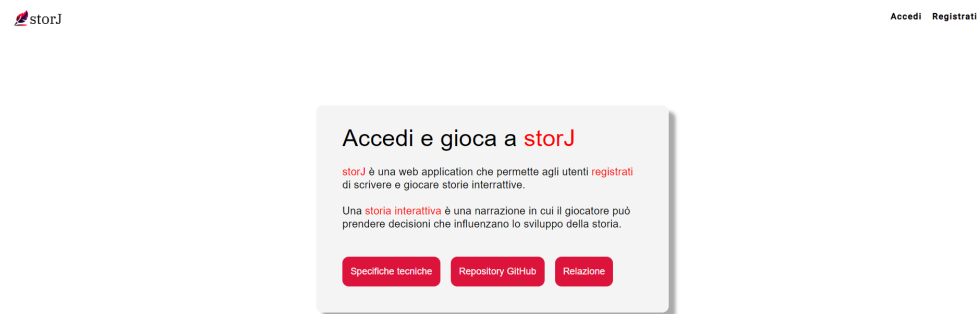 storJ
Accedi Registrati
Accedi e gioca a storJ
storJ è una web application che permette agli utenti registrati
di scrivere e giocare storie interrattive.
Una storia interattiva è una narrazione in cui il giocatore può
prendere decisioni che influenzano lo sviluppo della storia.
Specifiche tecniche
Repository GitHub
Relazione